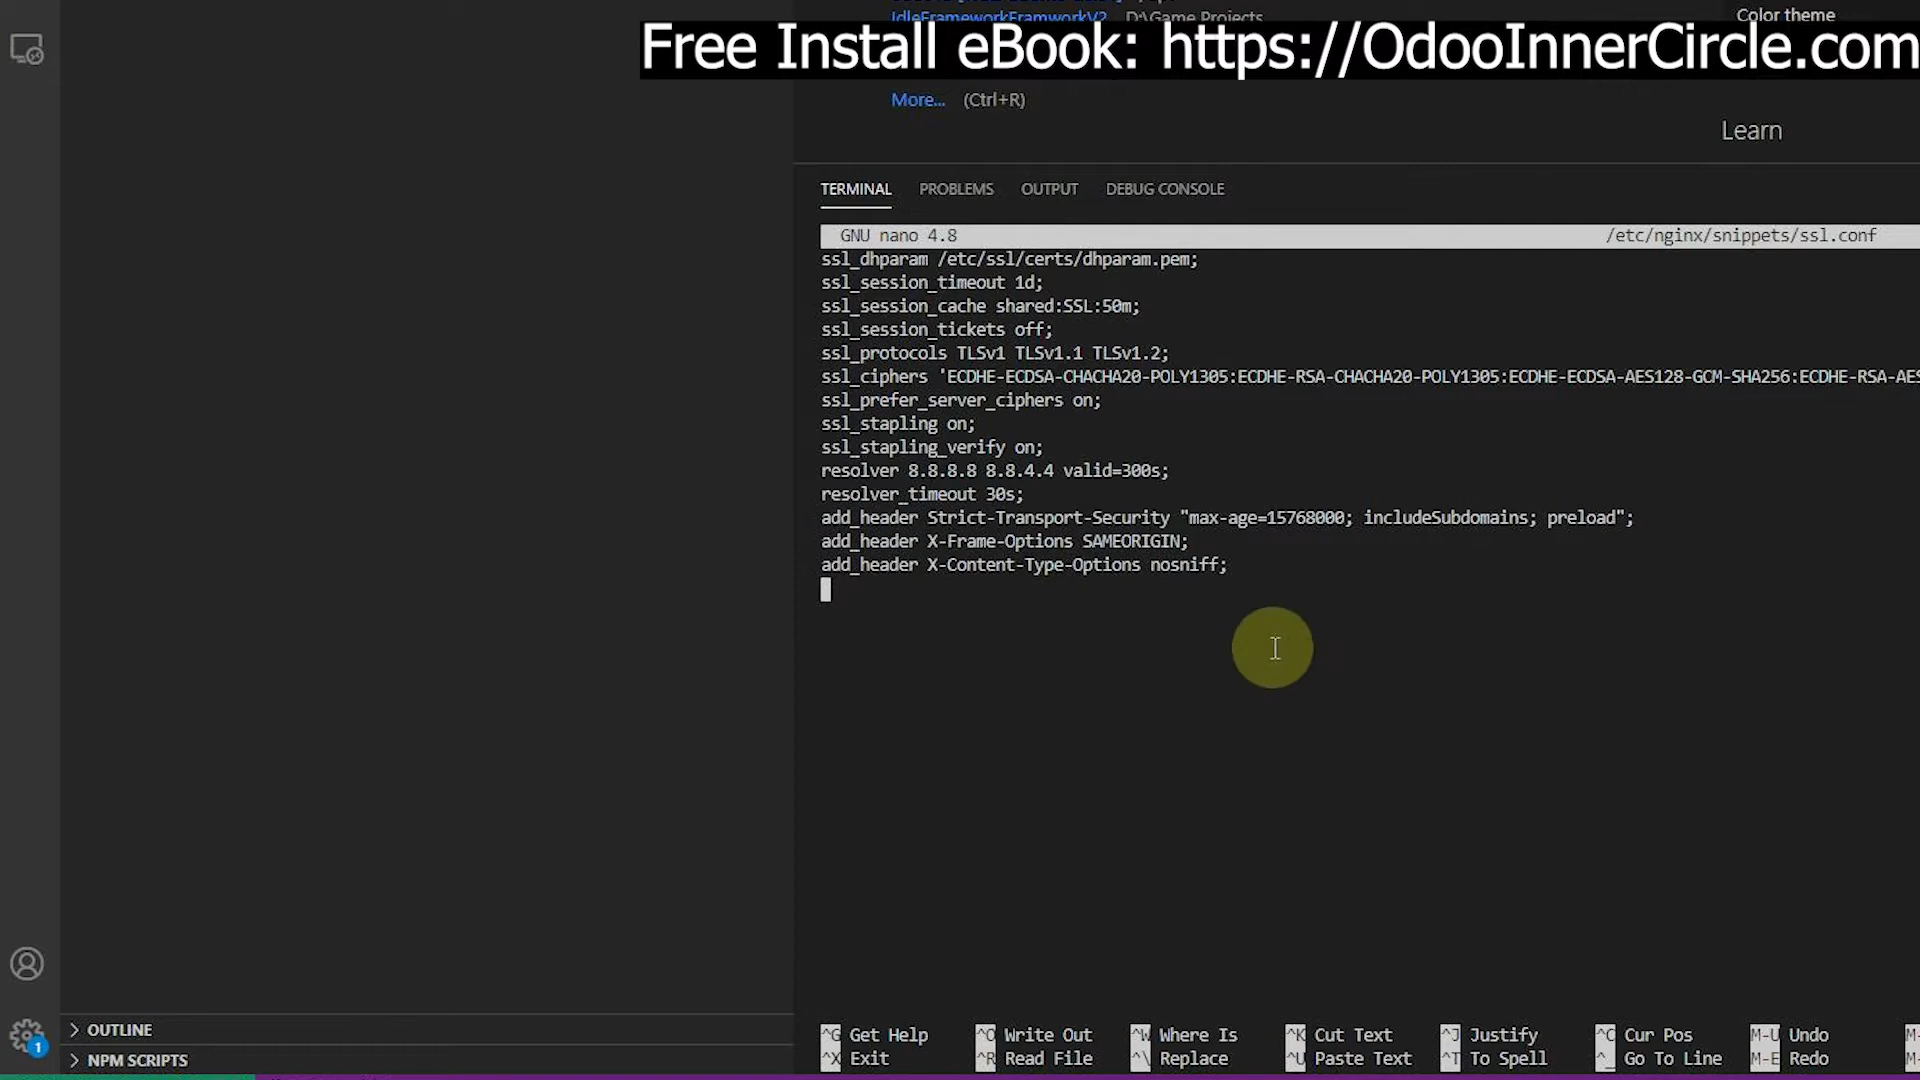 IdleFrameworkFramworkV2 D:\Game Projects
Color theme
Free Install eBook: https://OdooInnerCircle.com
More... (Ctrl+R)
Learn
TERMINAL PROBLEMS OUTPUT DEBUG CONSOLE
GNU nano 4.8 /etc/nginx/snippets/ssl.conf
ssl_dhparam /etc/ssl/certs/dhparam.pem;
ssl_session_timeout 1d;
ssl_session_cache shared:SSL:50m;
ssl_session_tickets off;
ssl_protocols TLSv1 TLSv1.1 TLSv1.2;
ssl_ciphers 'ECDHE-ECDSA-CHACHA20-POLY1305:ECDHE-RSA-CHACHA20-POLY1305:ECDHE-ECDSA-AES128-GCM-SHA256:ECDHE-RSA-AES
ssl_prefer_server_ciphers on;
ssl_stapling on;
ssl_stapling_verify on;
resolver 8.8.8.8 8.8.4.4 valid=300s;
resolver_timeout 30s;
add_header Strict-Transport-Security "max-age=15768000; includeSubdomains; preload";
add_header X-Frame-Options SAMEORIGIN;
add_header X-Content-Type-Options nosniff;
^G Get Help ^O Write Out ^W Where Is ^K Cut Text ^J Justify ^C Cur Pos M-U Undo M-
^X Exit ^R Read File ^\ Replace ^U Paste Text ^T To Spell ^_ Go To Line M-E Redo M-
OUTLINE
NPM SCRIPTS
1